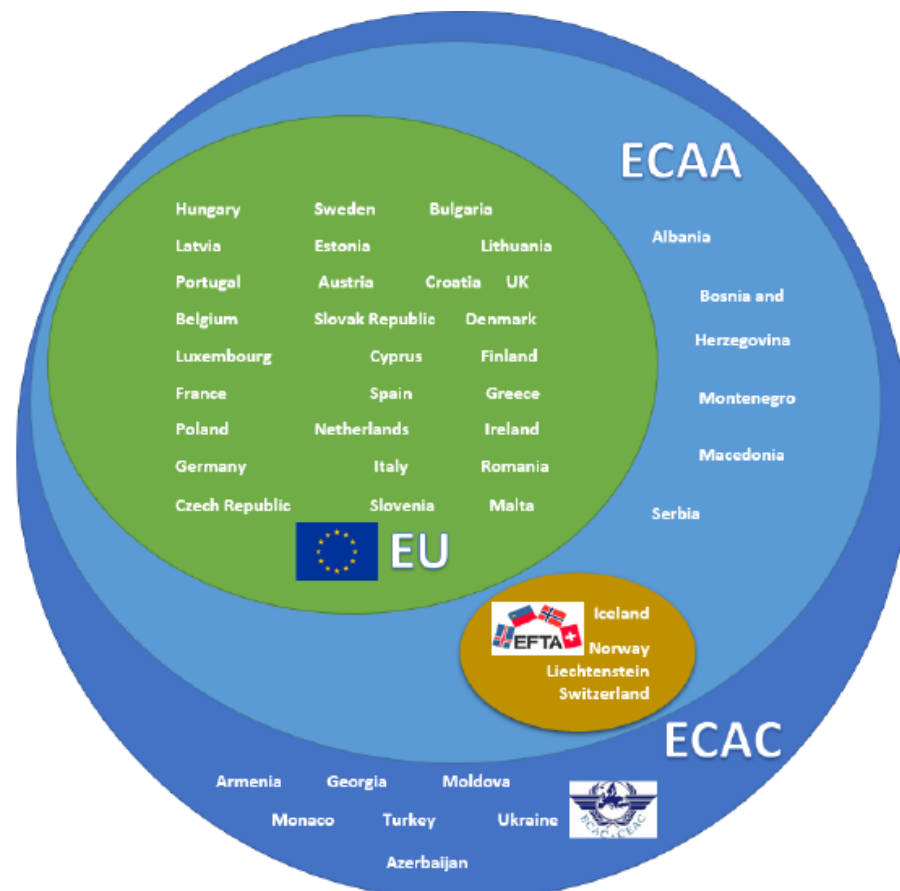 ECAA
Hungary Sweden Bulgaria
Albania
Latvia Estonia Lithuania
Portugal Austria Croatia UK
Bosnia and
Belgium Slovak Republic Denmark
Herzegovina
Luxembourg Cyprus Finland
France Spain Greece
Montenegro
Poland Netherlands Ireland
Macedonia
Germany Italy Romania
Czech Republic Slovenia Malta
Serbia
EU
Iceland
EFTA
Norway
Liechtenstein
Switzerland
ECAC
Armenia Georgia Moldova
Monaco Turkey Ukraine
ECAC • CEAC
Azerbaijan